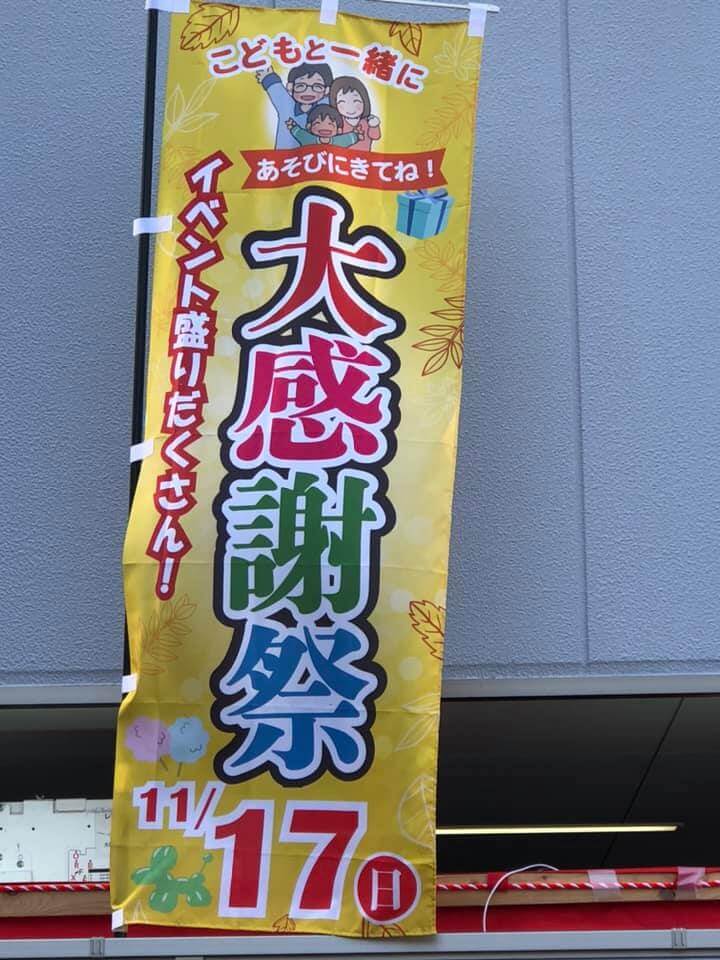 こどもと一緒に
あそびにきてね!
イベント盛りだくさん!
大感謝祭
11/17 日